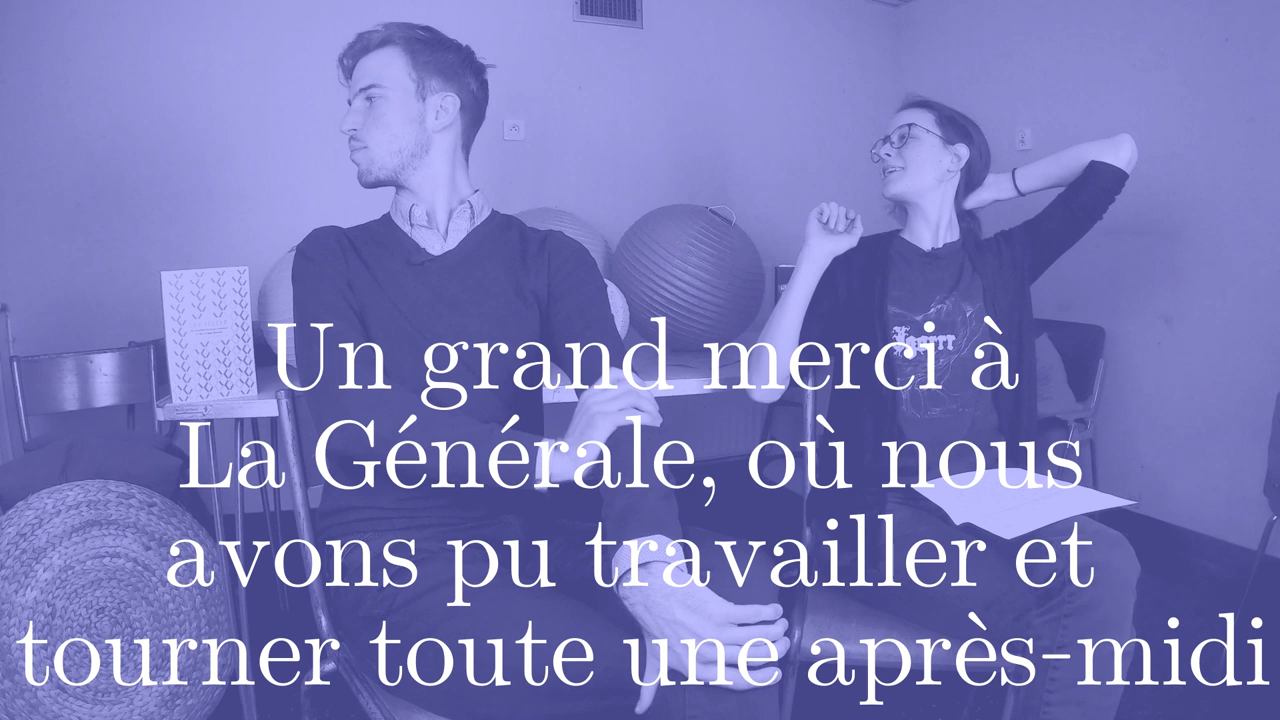 Un grand merci à
La Générale, où nous
avons pu travailler et
tourner toute une après-midi